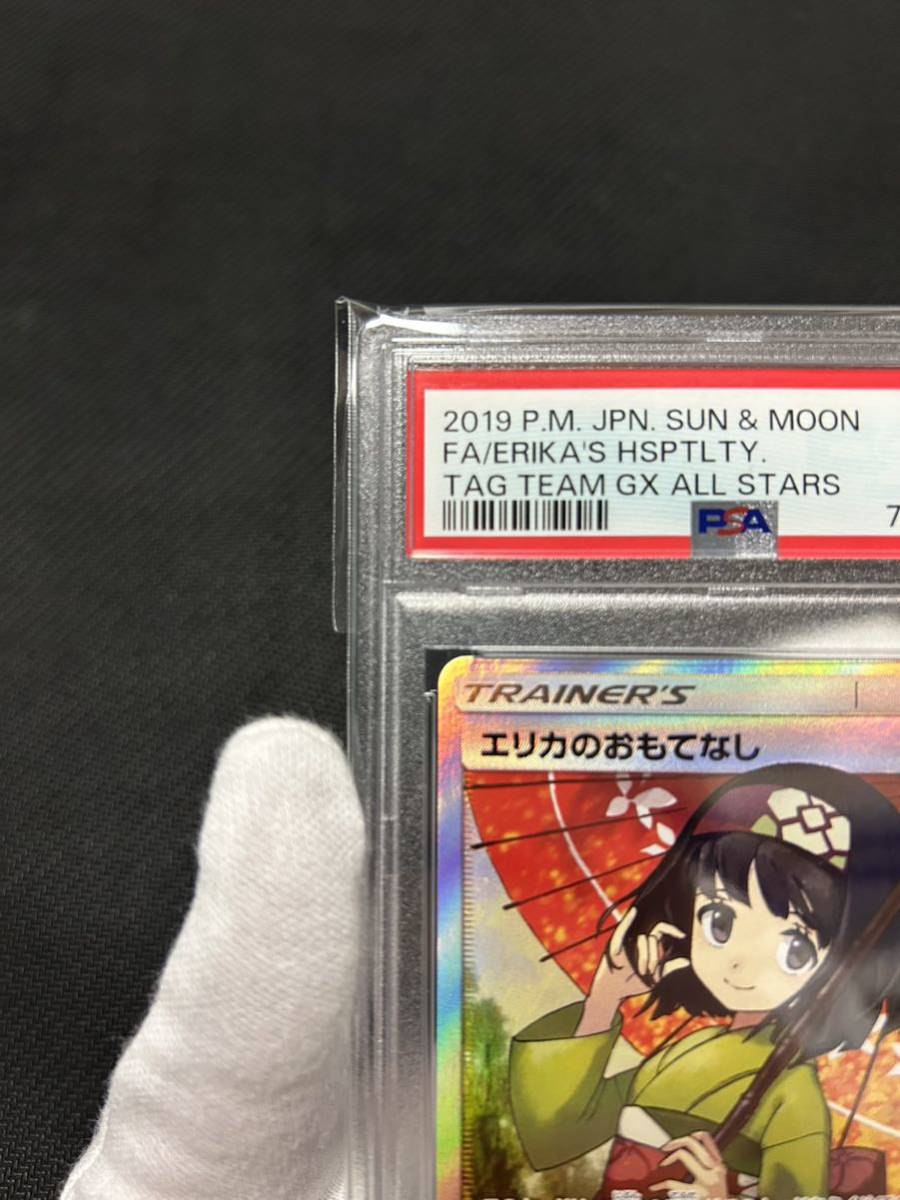 2019 P.M. JPN. SUN & MOON
FA/ERIKA'S HSPTLTY.
TAG TEAM GX ALL STARS
PSA 7
TRAINER'S
エリカのおもてなし